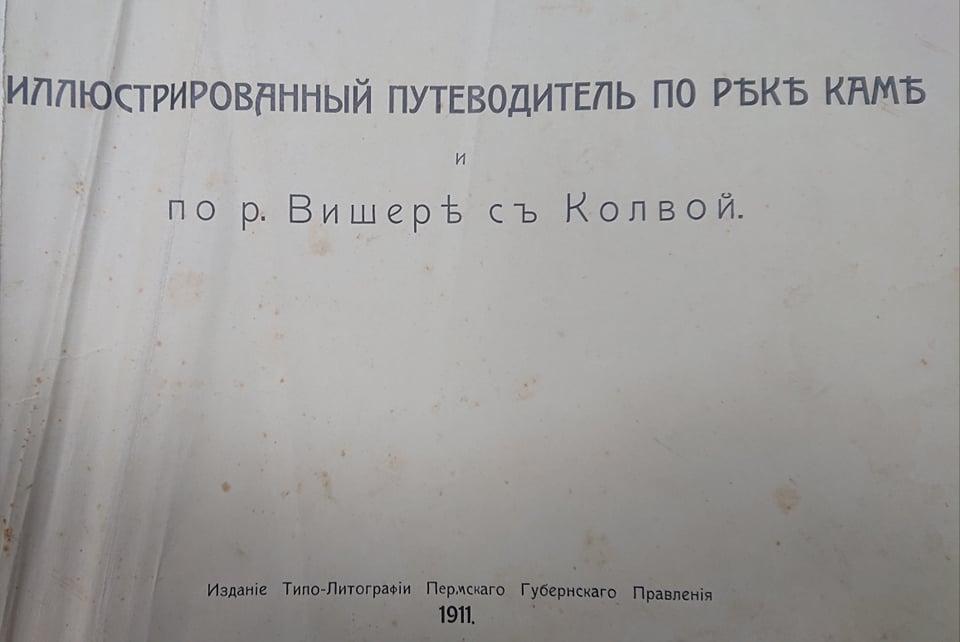 ИЛЛЮСТРИРОВАННЫЙ ПУТЕВОДИТЕЛЬ ПО РѢКѢ КАМѢ
и
по р. Вишерѣ съ Колвой.
Изданіе Типо-Литографіи Пермскаго Губернскаго Правленія
1911.